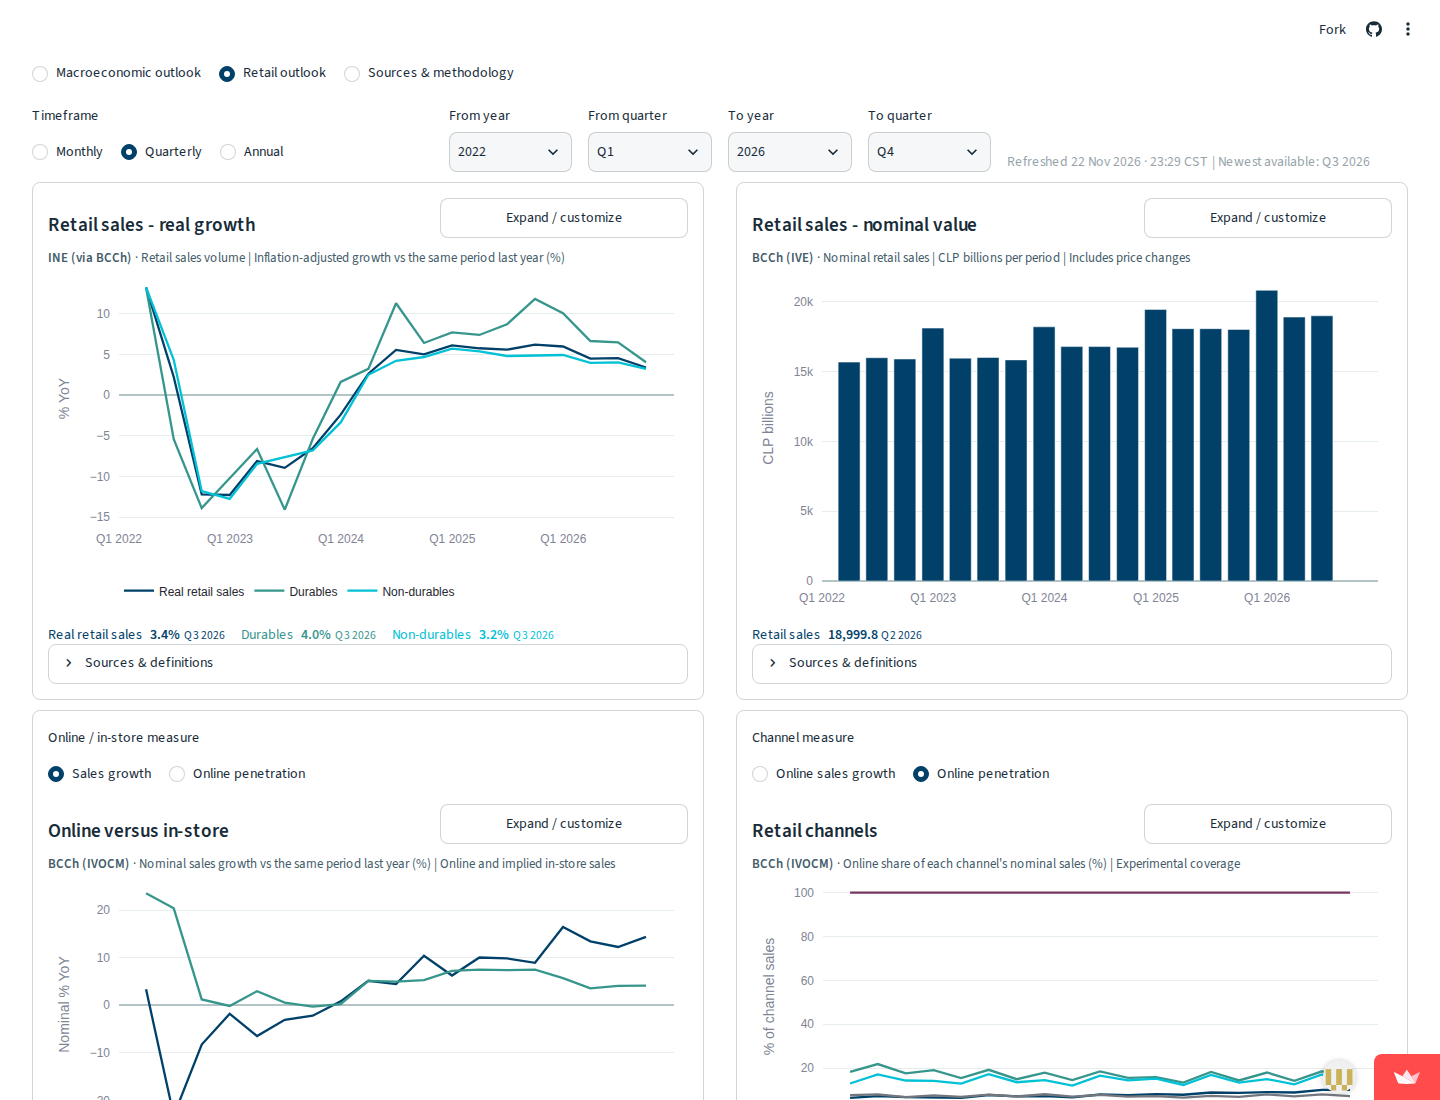 Fork
Macroeconomic outlook Retail outlook Sources & methodology
Timeframe From year From quarter To year To quarter
Monthly Quarterly Annual 2022 Q1 2026 Q4 Refreshed 22 Nov 2026 · 23:29 CST | Newest available: Q3 2026
Retail sales - real growth Expand / customize
INE (via BCCh) · Retail sales volume | Inflation-adjusted growth vs the same period last year (%)
% YoY
10
5
0
−5
−10
−15
Q1 2022 Q1 2023 Q1 2024 Q1 2025 Q1 2026
Real retail sales Durables Non-durables
Real retail sales 3.4% Q3 2026 Durables 4.0% Q3 2026 Non-durables 3.2% Q3 2026
Sources & definitions
Retail sales - nominal value Expand / customize
BCCh (IVE) · Nominal retail sales | CLP billions per period | Includes price changes
CLP billions
20k
15k
10k
5k
0
Q1 2022 Q1 2023 Q1 2024 Q1 2025 Q1 2026
Retail sales 18,999.8 Q2 2026
Sources & definitions
Online / in-store measure
Sales growth Online penetration
Online versus in-store Expand / customize
BCCh (IVOCM) · Nominal sales growth vs the same period last year (%) | Online and implied in-store sales
Nominal % YoY
20
10
0
−10
Channel measure
Online sales growth Online penetration
Retail channels Expand / customize
BCCh (IVOCM) · Online share of each channel's nominal sales (%) | Experimental coverage
% of channel sales
100
80
60
40
20